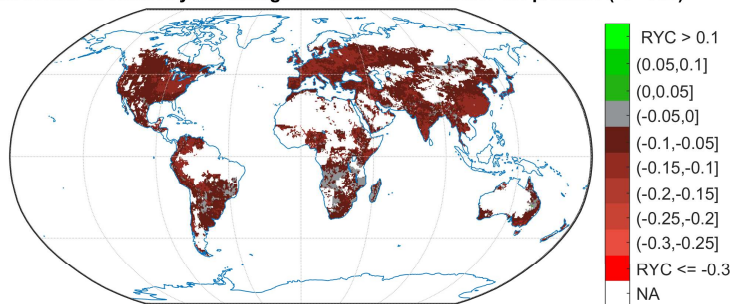 RYC > 0.1
(0.05,0.1]
(0,0.05]
(-0.05,0]
(-0.1,-0.05]
(-0.15,-0.1]
(-0.2,-0.15]
(-0.25,-0.2]
(-0.3,-0.25]
RYC <= -0.3
NA